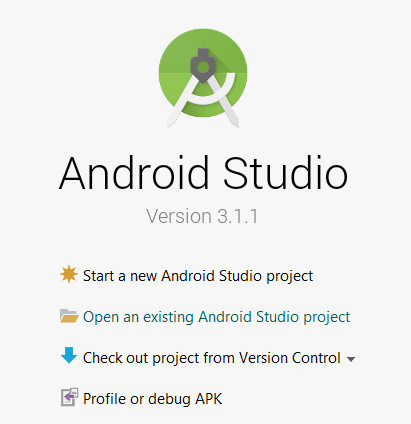 Android Studio
Version 3.1.1
Start a new Android Studio project
Open an existing Android Studio project
Check out project from Version Control
Profile or debug APK